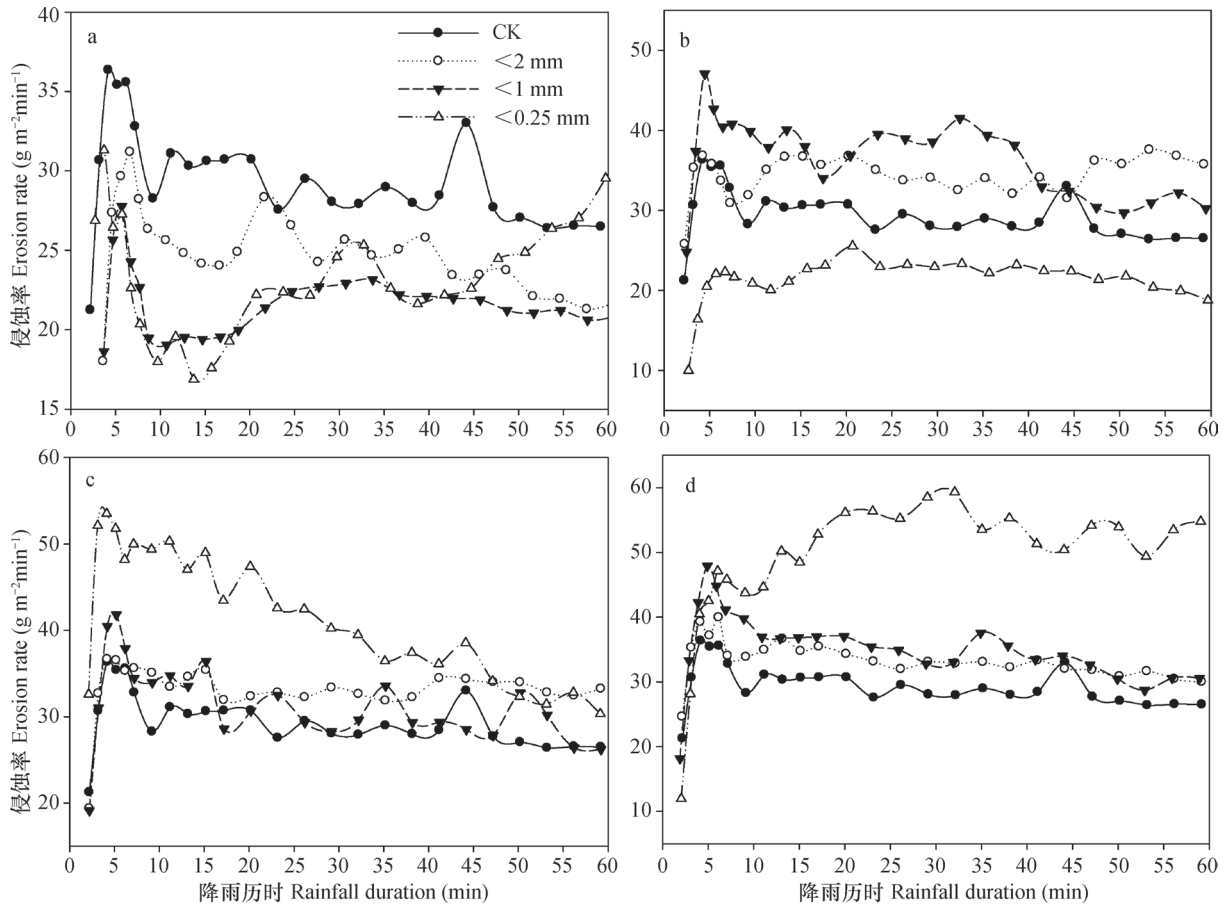 a
CK
<2 mm
<1 mm
<0.25 mm
侵蚀率 Erosion rate (g m⁻²min⁻¹)
40
35
30
25
20
15
0 5 10 15 20 25 30 35 40 45 50 55 60
b
50
40
30
20
10
0 5 10 15 20 25 30 35 40 45 50 55 60
c
侵蚀率 Erosion rate (g m⁻²min⁻¹)
60
50
40
30
20
0 5 10 15 20 25 30 35 40 45 50 55 60
降雨历时 Rainfall duration (min)
d
60
50
40
30
20
10
0 5 10 15 20 25 30 35 40 45 50 55 60
降雨历时 Rainfall duration (min)